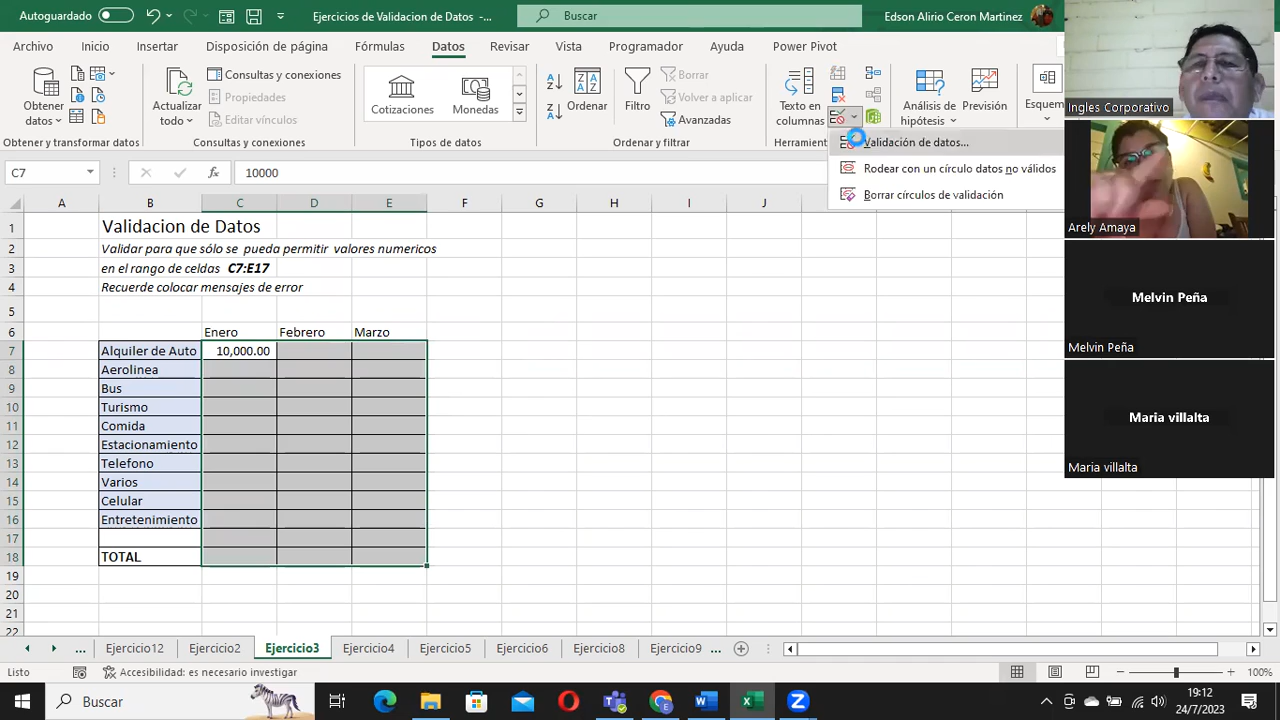 Autoguardado
Ejercicios de Validacion de Datos -...
Buscar
Edson Alirio Ceron Martinez
Archivo Inicio Insertar Disposición de página Fórmulas Datos Revisar Vista Programador Ayuda Power Pivot
Obtener datos
Actualizar todo
Consultas y conexiones
Propiedades
Editar vínculos
Cotizaciones
Monedas
Ordenar
Filtro
Borrar
Volver a aplicar
Avanzadas
Texto en columnas
Análisis de hipótesis
Previsión
Esquem
Obtener y transformar datos
Consultas y conexiones
Tipos de datos
Ordenar y filtrar
Herramient
Validación de datos...
Rodear con un círculo datos no válidos
Borrar círculos de validación
C7
10000
A B C D E F G H I J
1 Validacion de Datos
2 Validar para que sólo se pueda permitir valores numericos
3 en el rango de celdas C7:E17
4 Recuerde colocar mensajes de error
5
6 Enero Febrero Marzo
7 Alquiler de Auto 10,000.00
8 Aerolinea
9 Bus
10 Turismo
11 Comida
12 Estacionamiento
13 Telefono
14 Varios
15 Celular
16 Entretenimiento
17
18 TOTAL
19
20
21
22
... Ejercicio12 Ejercicio2 Ejercicio3 Ejercicio4 Ejercicio5 Ejercicio6 Ejercicio8 Ejercicio9 ...
Listo
Accesibilidad: es necesario investigar
100%
Buscar
19:12
24/7/2023
Ingles Corporativo
Arely Amaya
Melvin Peña
Melvin Peña
Maria villalta
Maria villalta